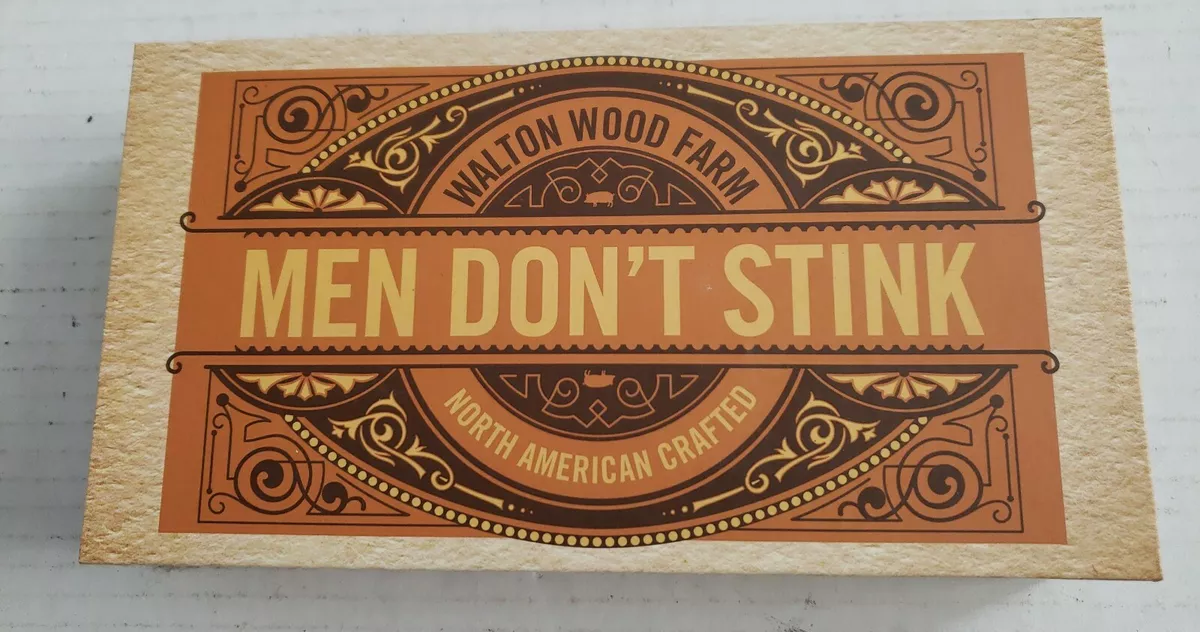 WALTON WOOD FARM
MEN DON'T STINK
NORTH AMERICAN CRAFTED